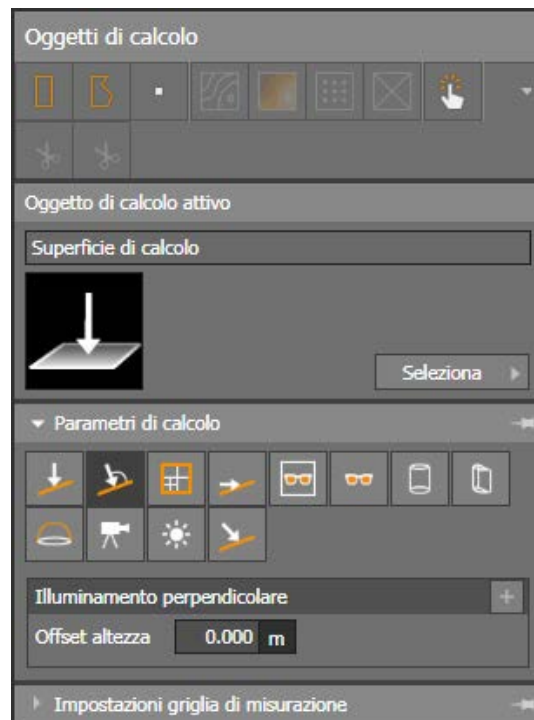 Oggetti di calcolo
Oggetto di calcolo attivo
Superficie di calcolo
Seleziona
Parametri di calcolo
Illuminamento perpendicolare
Offset altezza 0.000 m
Impostazioni griglia di misurazione